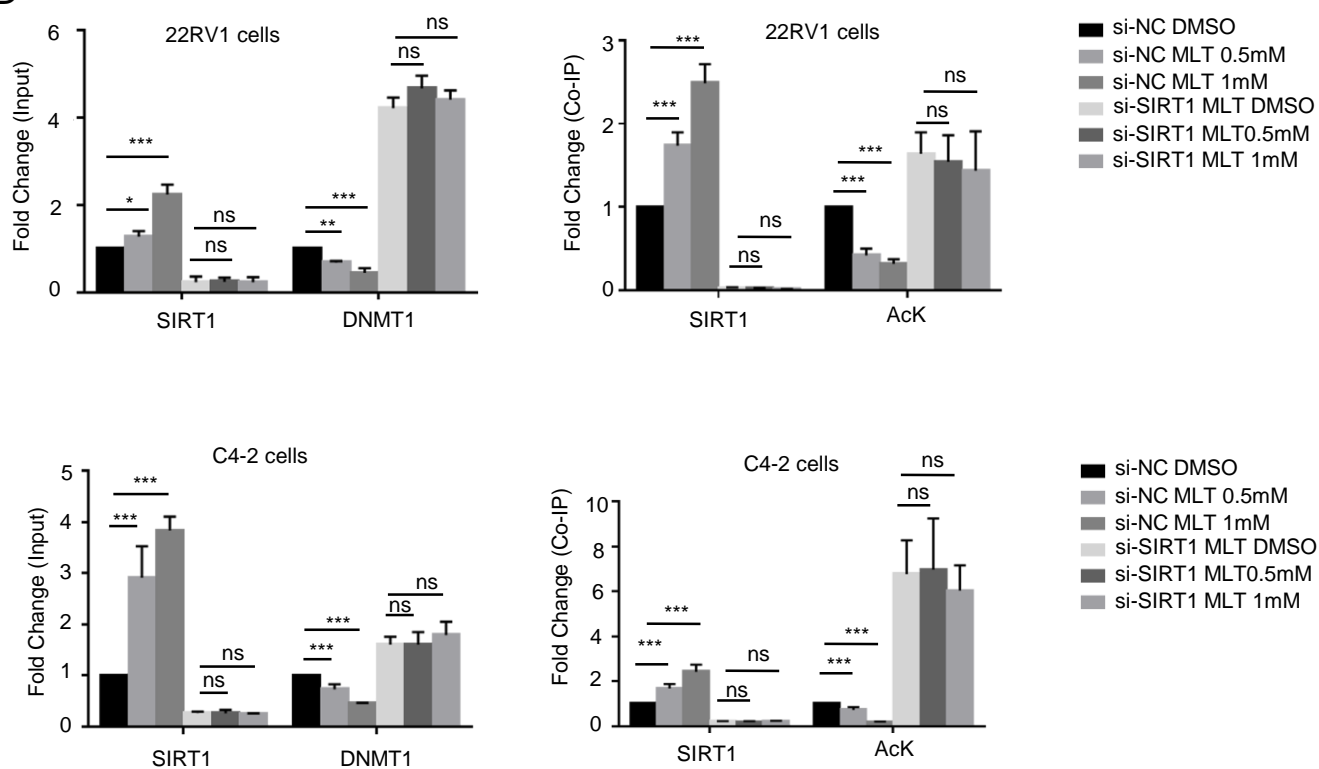 22RV1 cells
Fold Change (Input)
6
4
2
0
***
*
ns
ns
***
**
ns
ns
SIRT1
DNMT1
22RV1 cells
Fold Change (Co-IP)
3
2
1
0
***
***
ns
ns
***
***
ns
ns
SIRT1
AcK
si-NC DMSO
si-NC MLT 0.5mM
si-NC MLT 1mM
si-SIRT1 MLT DMSO
si-SIRT1 MLT0.5mM
si-SIRT1 MLT 1mM
C4-2 cells
Fold Change (Input)
5
4
3
2
1
0
***
***
ns
ns
***
***
ns
ns
SIRT1
DNMT1
C4-2 cells
Fold Change (Co-IP)
10
8
6
4
2
0
***
***
ns
ns
***
***
ns
ns
SIRT1
AcK
si-NC DMSO
si-NC MLT 0.5mM
si-NC MLT 1mM
si-SIRT1 MLT DMSO
si-SIRT1 MLT0.5mM
si-SIRT1 MLT 1mM